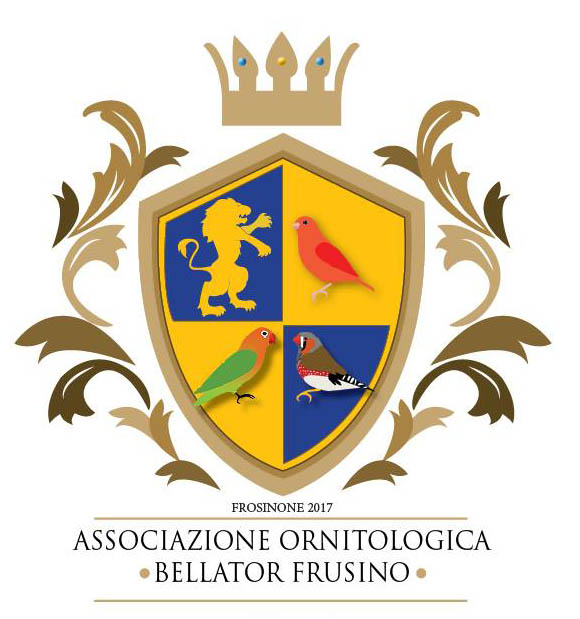 FROSINONE 2017
ASSOCIAZIONE ORNITOLOGICA
• BELLATOR FRUSINO •